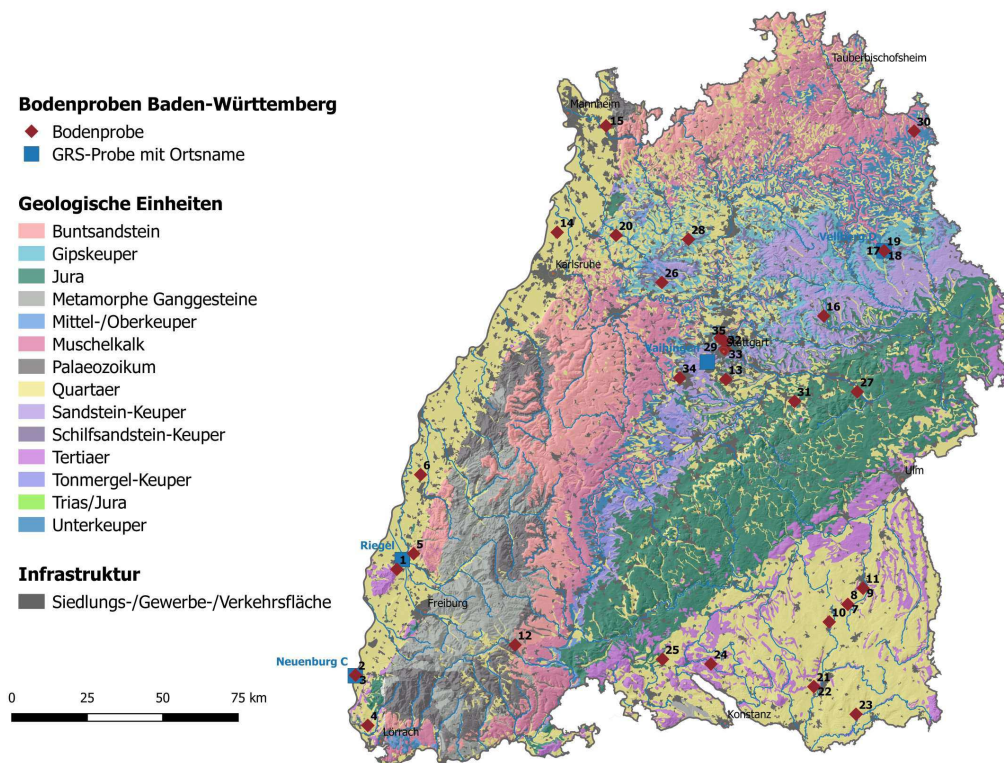 Bodenproben Baden-Württemberg
Bodenprobe
GRS-Probe mit Ortsname
Geologische Einheiten
Buntsandstein
Gipskeuper
Jura
Metamorphe Ganggesteine
Mittel-/Oberkeuper
Muschelkalk
Palaeozoikum
Quartaer
Sandstein-Keuper
Schilfsandstein-Keuper
Tertiaer
Tonmergel-Keuper
Trias/Jura
Unterkeuper
Infrastruktur
Siedlungs-/Gewerbe-/Verkehrsfläche
0 25 50 75 km
Tauberbischofsheim
Mannheim
15
30
14
20
28
19
17
18
Karlsruhe
26
16
35
29
Stuttgart
33
34
13
27
31
Ulm
6
Riegel
5
1
Freiburg
11
8
9
7
10
12
25
24
Neuenburg C
2
3
21
22
4
Lörrach
Konstanz
23